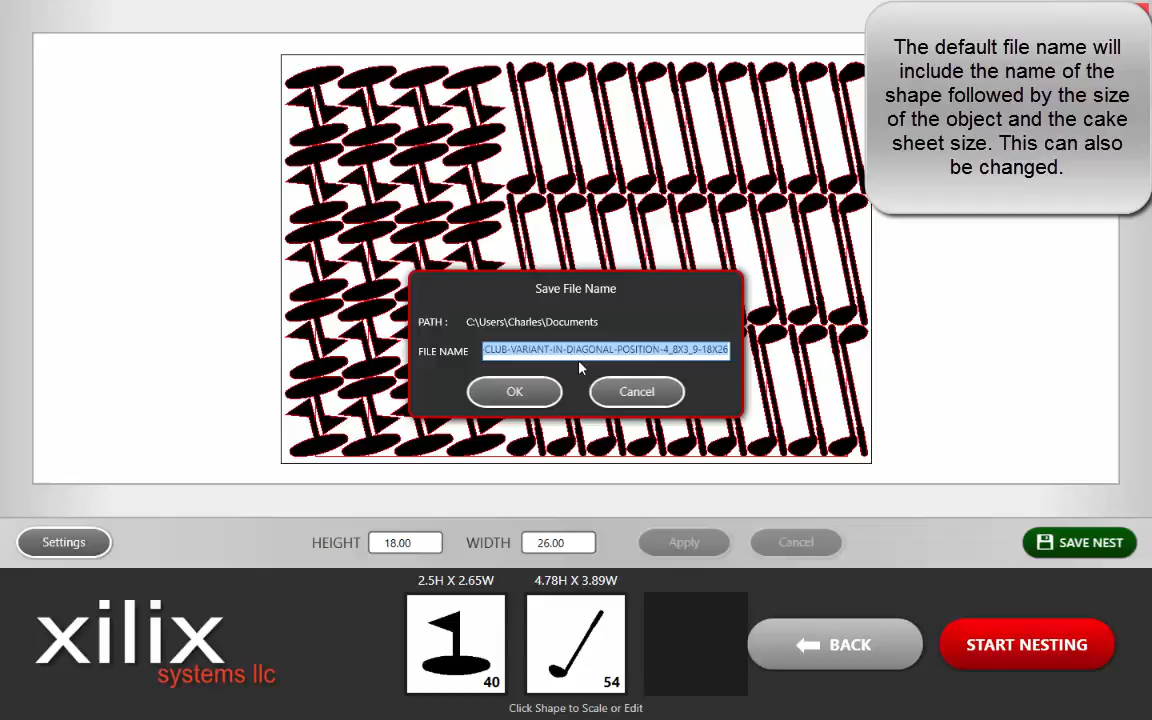 The default file name will
include the name of the
shape followed by the size
of the object and the cake
sheet size. This can also
be changed.
Save File Name
PATH : C:\Users\Charles\Documents
FILE NAME -CLUB-VARIANT-IN-DIAGONAL-POSITION-4_8X3_9-18X26
OK Cancel
Settings HEIGHT 18.00 WIDTH 26.00 Apply Cancel SAVE NEST
2.5H X 2.65W 4.78H X 3.89W
xilix
systems llc
40 54
BACK START NESTING
Click Shape to Scale or Edit